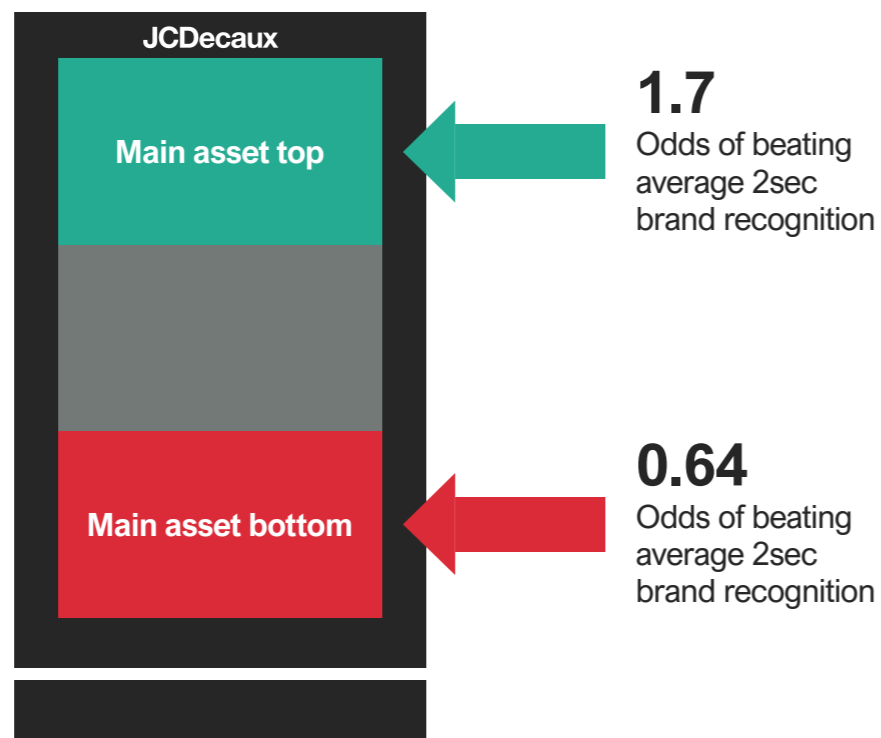 JCDecaux
Main asset top
1.7
Odds of beating
average 2sec
brand recognition
Main asset bottom
0.64
Odds of beating
average 2sec
brand recognition